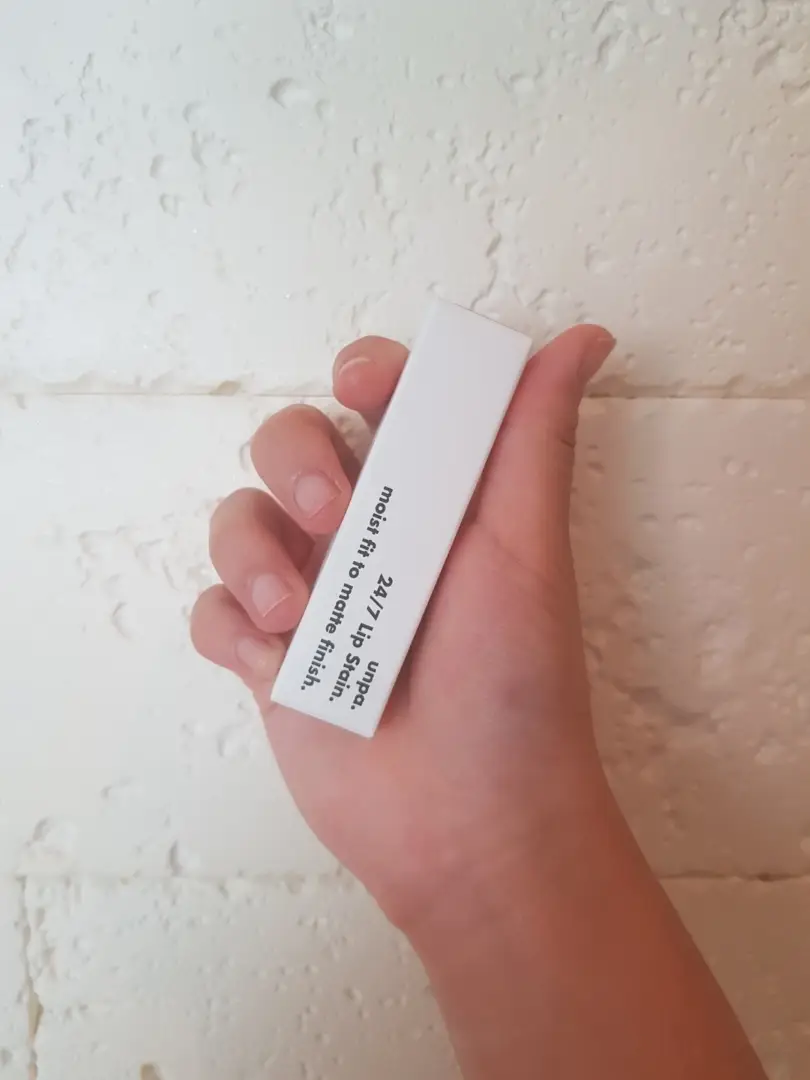 unpa.
24/7 Lip Stain.
moist fit to matte finish.